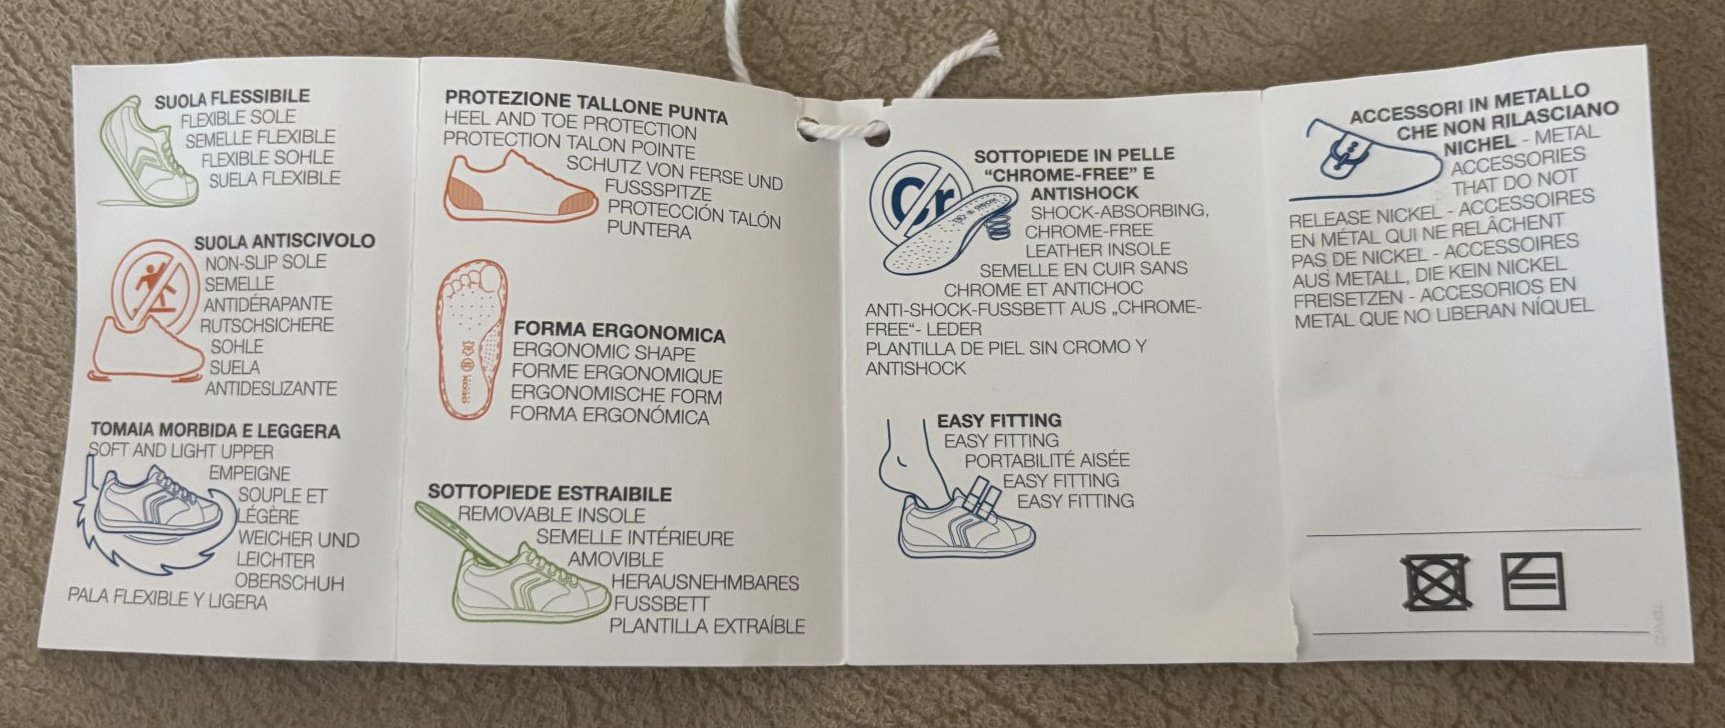 SUOLA FLESSIBILE
FLEXIBLE SOLE
SEMELLE FLEXIBLE
FLEXIBLE SOHLE
SUELA FLEXIBLE
SUOLA ANTISCIVOLO
NON-SLIP SOLE
SEMELLE
ANTIDÉRAPANTE
RUTSCHSICHERE
SOHLE
SUELA
ANTIDESLIZANTE
TOMAIA MORBIDA E LEGGERA
SOFT AND LIGHT UPPER
EMPEIGNE
SOUPLE ET
LÉGÈRE
WEICHER UND
LEICHTER
OBERSCHUH
PALA FLEXIBLE Y LIGERA
PROTEZIONE TALLONE PUNTA
HEEL AND TOE PROTECTION
PROTECTION TALON POINTE
SCHUTZ VON FERSE UND
FUSSSPITZE
PROTECCIÓN TALÓN
PUNTERA
FORMA ERGONOMICA
ERGONOMIC SHAPE
FORME ERGONOMIQUE
ERGONOMISCHE FORM
FORMA ERGONÓMICA
SOTTOPIEDE ESTRAIBILE
REMOVABLE INSOLE
SEMELLE INTÉRIEURE
AMOVIBLE
HERAUSNEHMBARES
FUSSBETT
PLANTILLA EXTRAÍBLE
Cr
SOTTOPIEDE IN PELLE
“CHROME-FREE” E
ANTISHOCK
SHOCK-ABSORBING,
CHROME-FREE
LEATHER INSOLE
SEMELLE EN CUIR SANS
CHROME ET ANTICHOC
ANTI-SHOCK-FUSSBETT AUS „CHROME-
FREE“- LEDER
PLANTILLA DE PIEL SIN CROMO Y
ANTISHOCK
EASY FITTING
EASY FITTING
PORTABILITÉ AISÉE
EASY FITTING
EASY FITTING
ACCESSORI IN METALLO
CHE NON RILASCIANO
NICHEL - METAL
ACCESSORIES
THAT DO NOT
RELEASE NICKEL - ACCESSOIRES
EN MÉTAL QUI NE RELÂCHENT
PAS DE NICKEL - ACCESSOIRES
AUS METALL, DIE KEIN NICKEL
FREISETZEN - ACCESORIOS EN
METAL QUE NO LIBERAN NÍQUEL